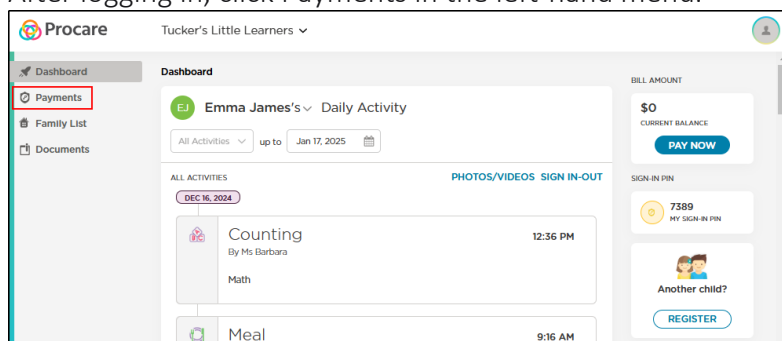 After logging in, click Payments in the left-hand menu.
Procare
Tucker's Little Learners
Dashboard
Payments
Family List
Documents
Dashboard
EJ Emma James's Daily Activity
All Activities up to Jan 17, 2025
ALL ACTIVITIES PHOTOS/VIDEOS SIGN IN-OUT
DEC 16, 2024
Counting 12:36 PM
By Ms Barbara
Math
Meal 9:16 AM
BILL AMOUNT
$0
CURRENT BALANCE
PAY NOW
SIGN-IN PIN
7389
MY SIGN-IN PIN
Another child?
REGISTER